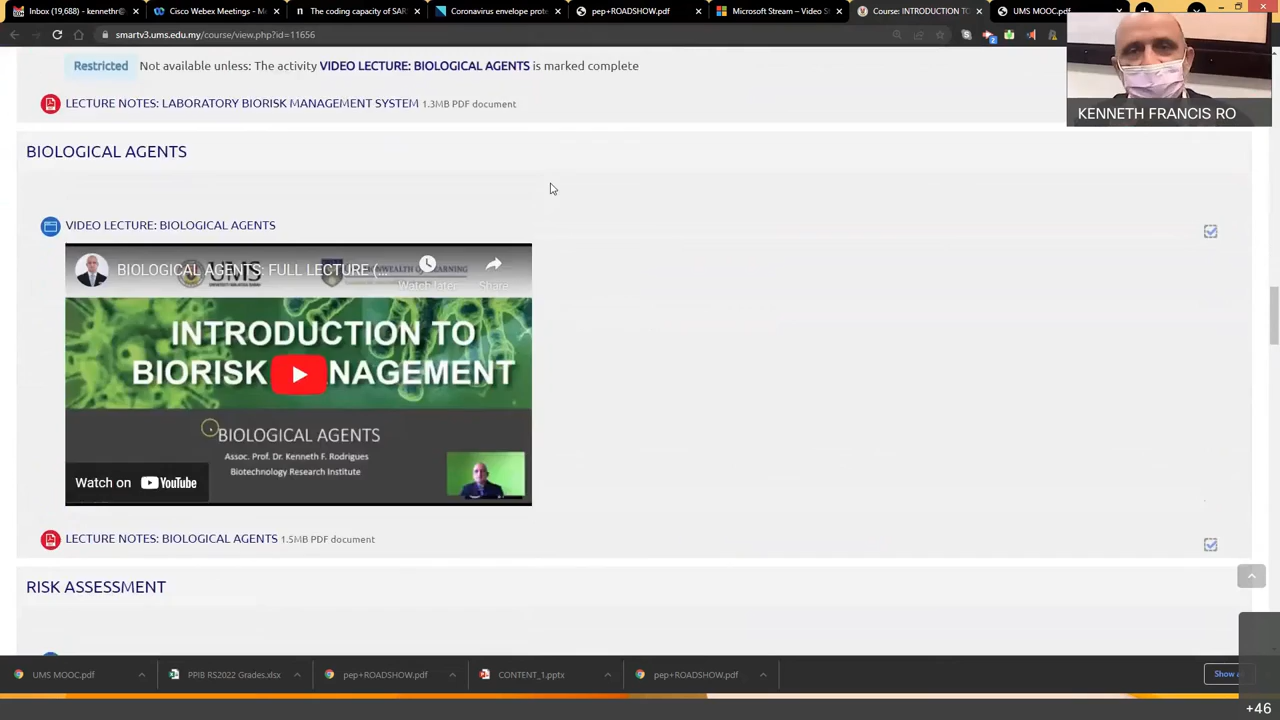 Inbox (19,688) - kennethr@
Cisco Webex Meetings - M
The coding capacity of SAR
Coronavirus envelope prote
pep+ROADSHOW.pdf
Microsoft Stream – Video S
Course: INTRODUCTION TO
UMS MOOC.pdf
smartv3.ums.edu.my/course/view.php?id=11656
Restricted Not available unless: The activity VIDEO LECTURE: BIOLOGICAL AGENTS is marked complete
LECTURE NOTES: LABORATORY BIORISK MANAGEMENT SYSTEM 1.3MB PDF document
KENNETH FRANCIS RO
BIOLOGICAL AGENTS
VIDEO LECTURE: BIOLOGICAL AGENTS
BIOLOGICAL AGENTS: FULL LECTURE (...
UMS
Watch later
Share
INTRODUCTION TO
BIORISK NAGEMENT
BIOLOGICAL AGENTS
Assoc. Prof. Dr. Kenneth F. Rodrigues
Biotechnology Research Institute
Watch on YouTube
LECTURE NOTES: BIOLOGICAL AGENTS 1.5MB PDF document
RISK ASSESSMENT
UMS MOOC.pdf
PPIB RS2022 Grades.xlsx
pep+ROADSHOW.pdf
CONTENT_1.pptx
pep+ROADSHOW.pdf
Show a
+46